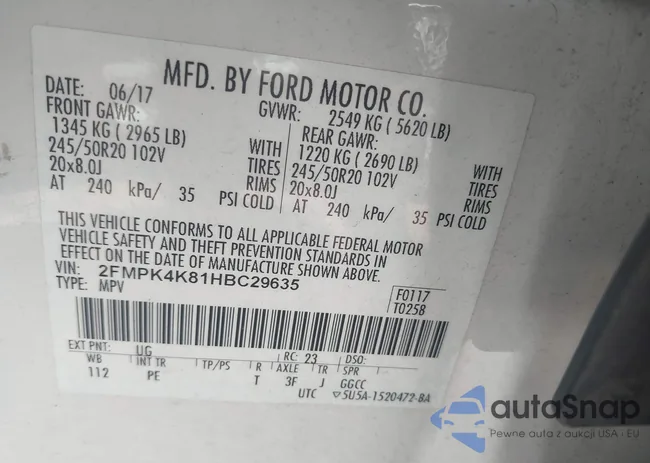 MFD. BY FORD MOTOR CO.
DATE: 06/17 GVWR: 2549 KG ( 5620 LB)
FRONT GAWR: REAR GAWR:
1345 KG ( 2965 LB) WITH 1220 KG ( 2690 LB) WITH
245/50R20 102V TIRES 245/50R20 102V TIRES
20x8.0J RIMS 20x8.0J RIMS
AT 240 kPa/ 35 PSI COLD AT 240 kPa/ 35 PSI COLD
THIS VEHICLE CONFORMS TO ALL APPLICABLE FEDERAL MOTOR
VEHICLE SAFETY AND THEFT PREVENTION STANDARDS IN
EFFECT ON THE DATE OF MANUFACTURE SHOWN ABOVE.
VIN: 2FMPK4K81HBC29635
TYPE: MPV
F0117
T0258
EXT PNT: UG RC: 23 DSO:
WB INT TR TP/PS R AXLE TR SPR
112 PE T 3F J GGCC
UTC ▽5U5A-1520472-BA
autaSnap
Pewne auta z aukcji USA i EU